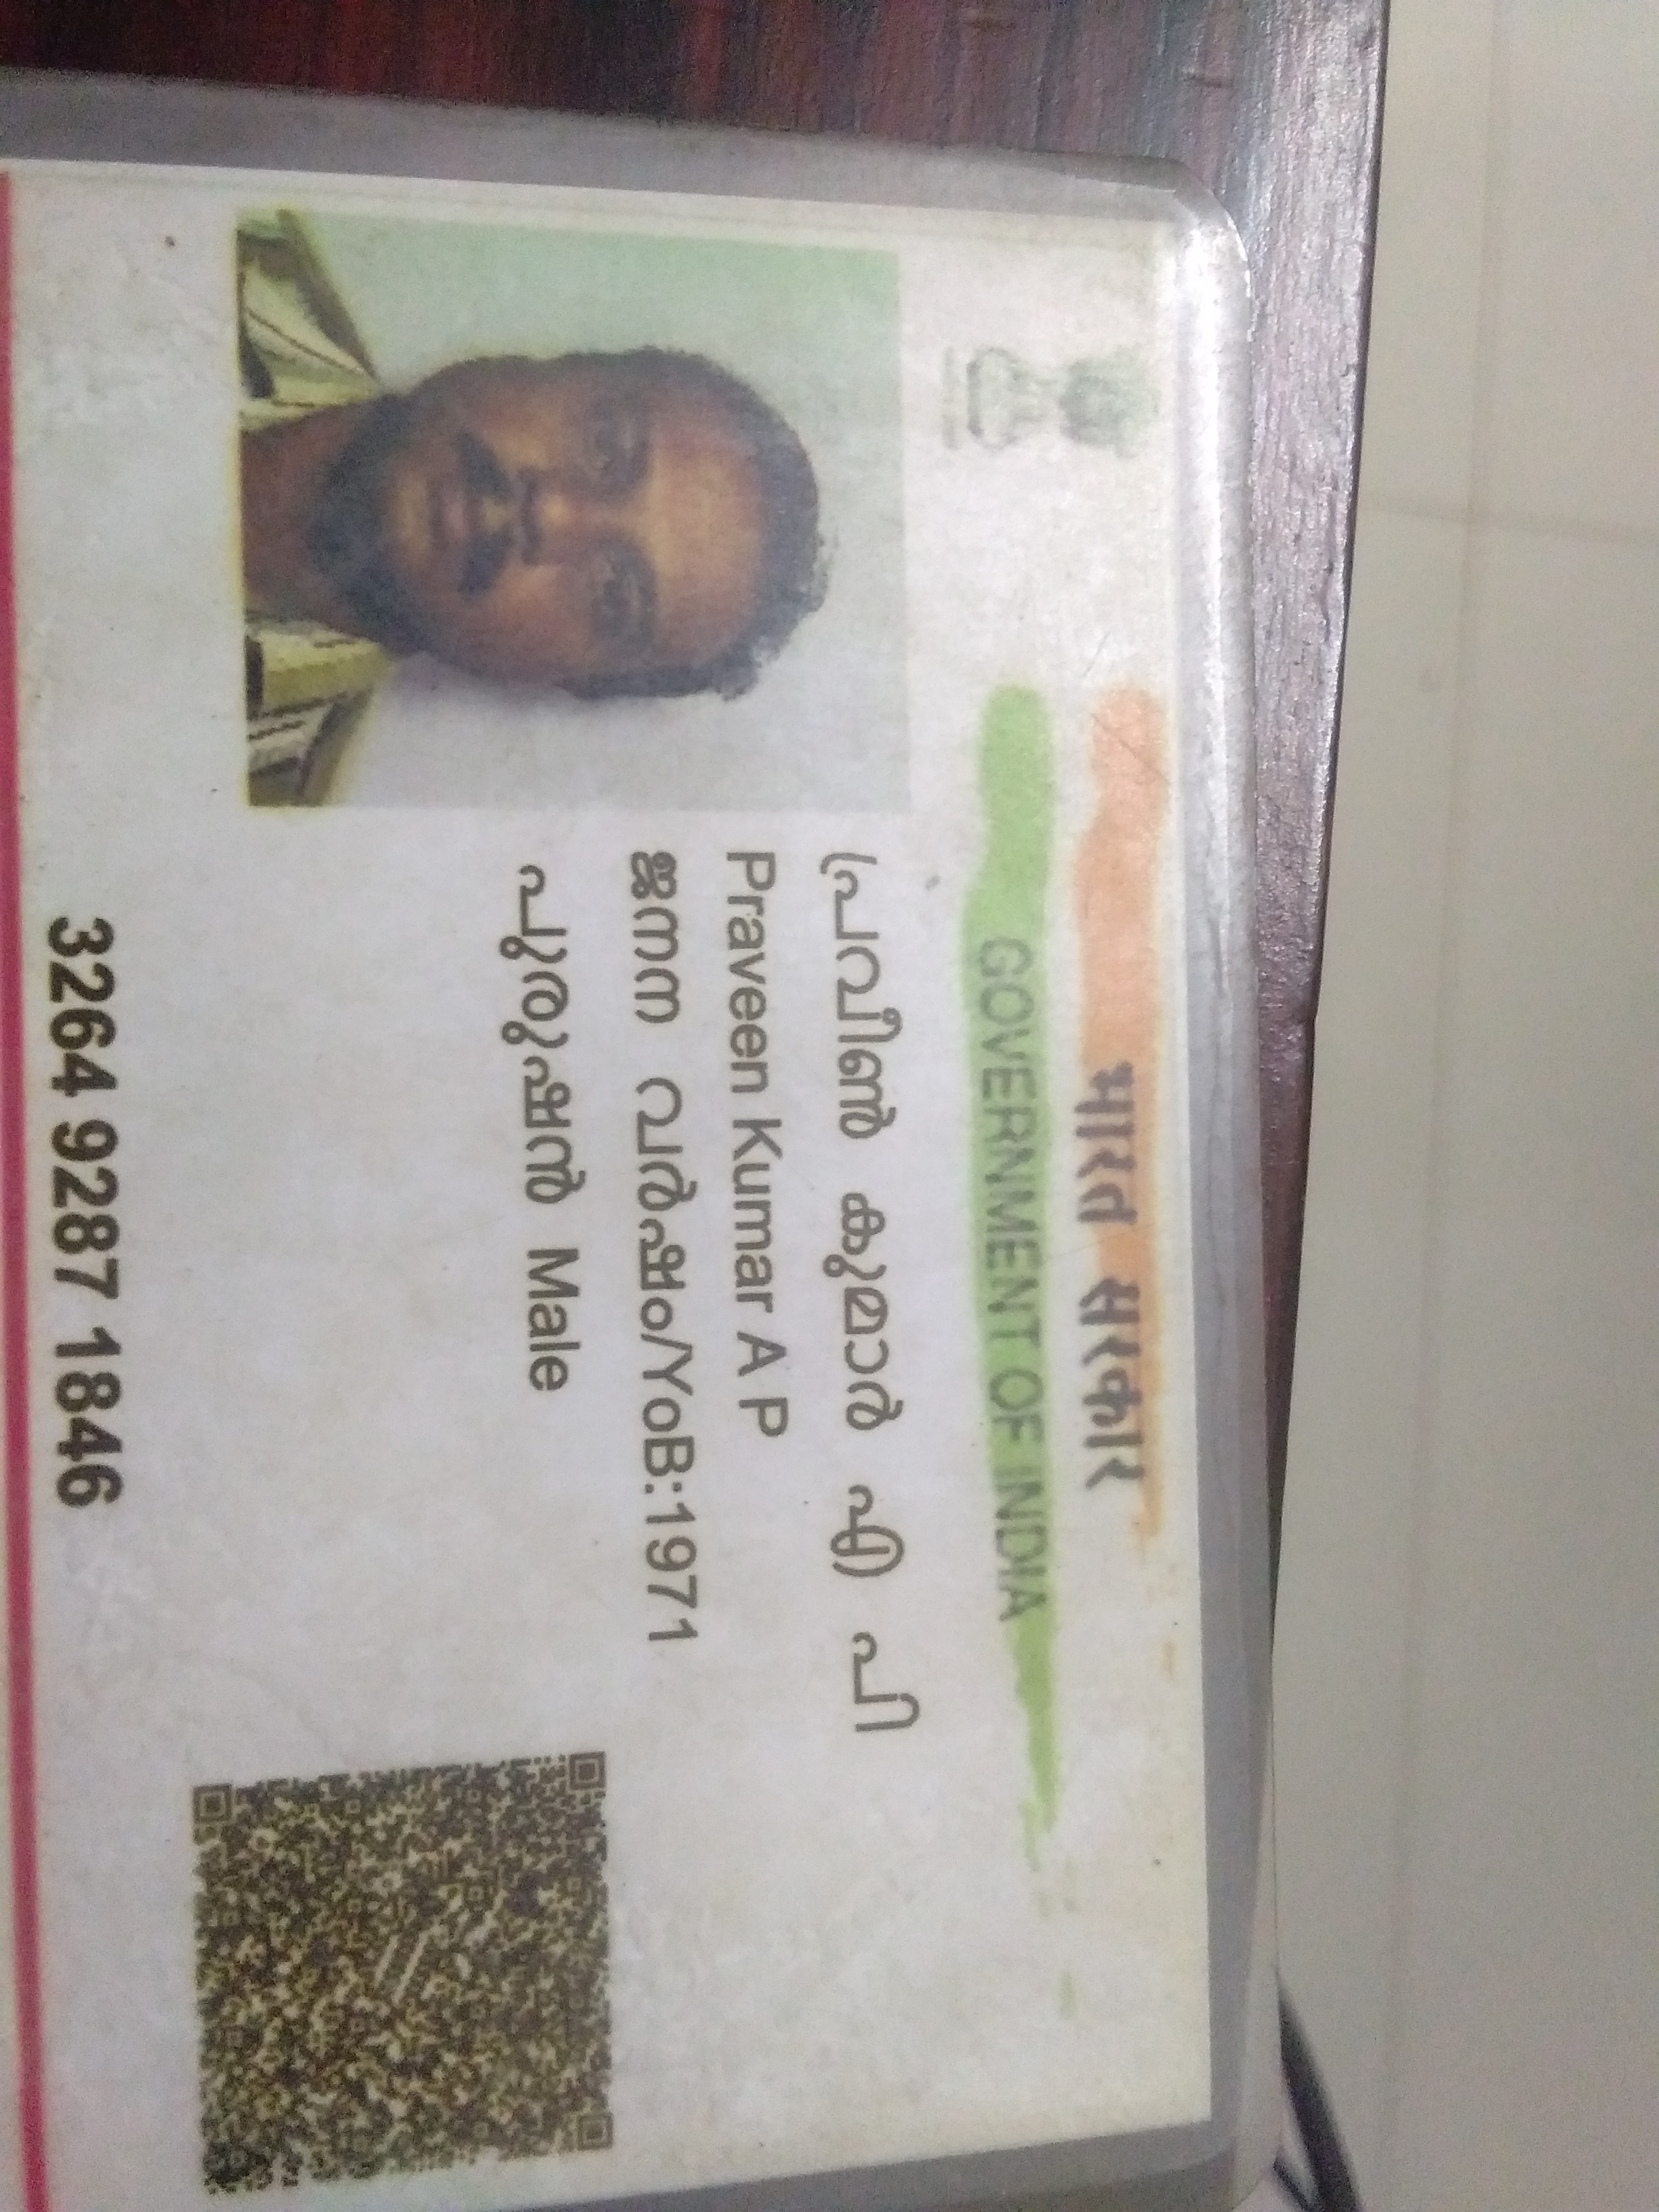 भारत सरकार
GOVERNMENT OF INDIA
പ്രവീൺ കുമാർ എ പി
Praveen Kumar A P
ജനന വർഷം/YoB:1971
പുരുഷൻ Male
3264 9287 1846